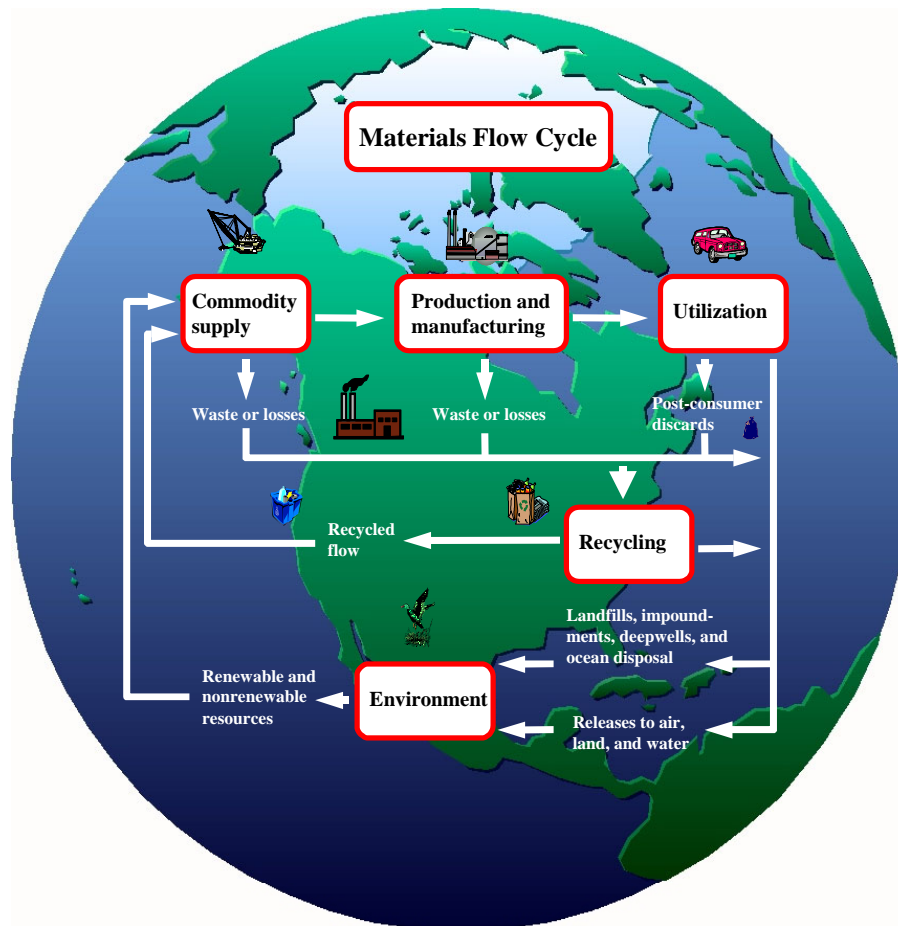 Materials Flow Cycle
Commodity
supply
Production and
manufacturing
Utilization
Waste or losses
Waste or losses
Post-consumer
discards
Recycled
flow
Recycling
Landfills, impound-
ments, deepwells, and
ocean disposal
Renewable and
nonrenewable
resources
Environment
Releases to air,
land, and water